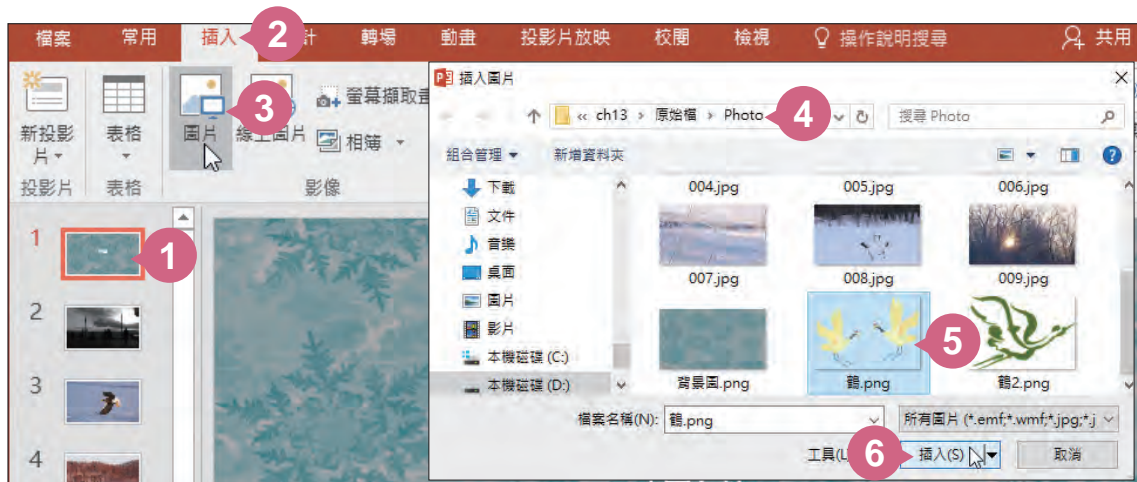 檔案 常用 插入 2 計 轉場 動畫 投影片放映 校閱 檢視 操作說明搜尋 共用
新投影片 表格 圖片 3 線上圖片 螢幕擷取畫
相簿
投影片 表格 影像
插入圖片
« ch13 › 原始檔 › Photo 4 搜尋 Photo
組合管理 新增資料夾
下載
文件
音樂
桌面
圖片
影片
本機磁碟 (C:)
本機磁碟 (D:)
004.jpg 005.jpg 006.jpg
007.jpg 008.jpg 009.jpg
5
背景圖.png 鶴.png 鶴2.png
檔案名稱(N): 鶴.png 所有圖片 (*.emf;*.wmf;*.jpg;*.j
工具(L 6 插入(S) 取消
1 1
2
3
4